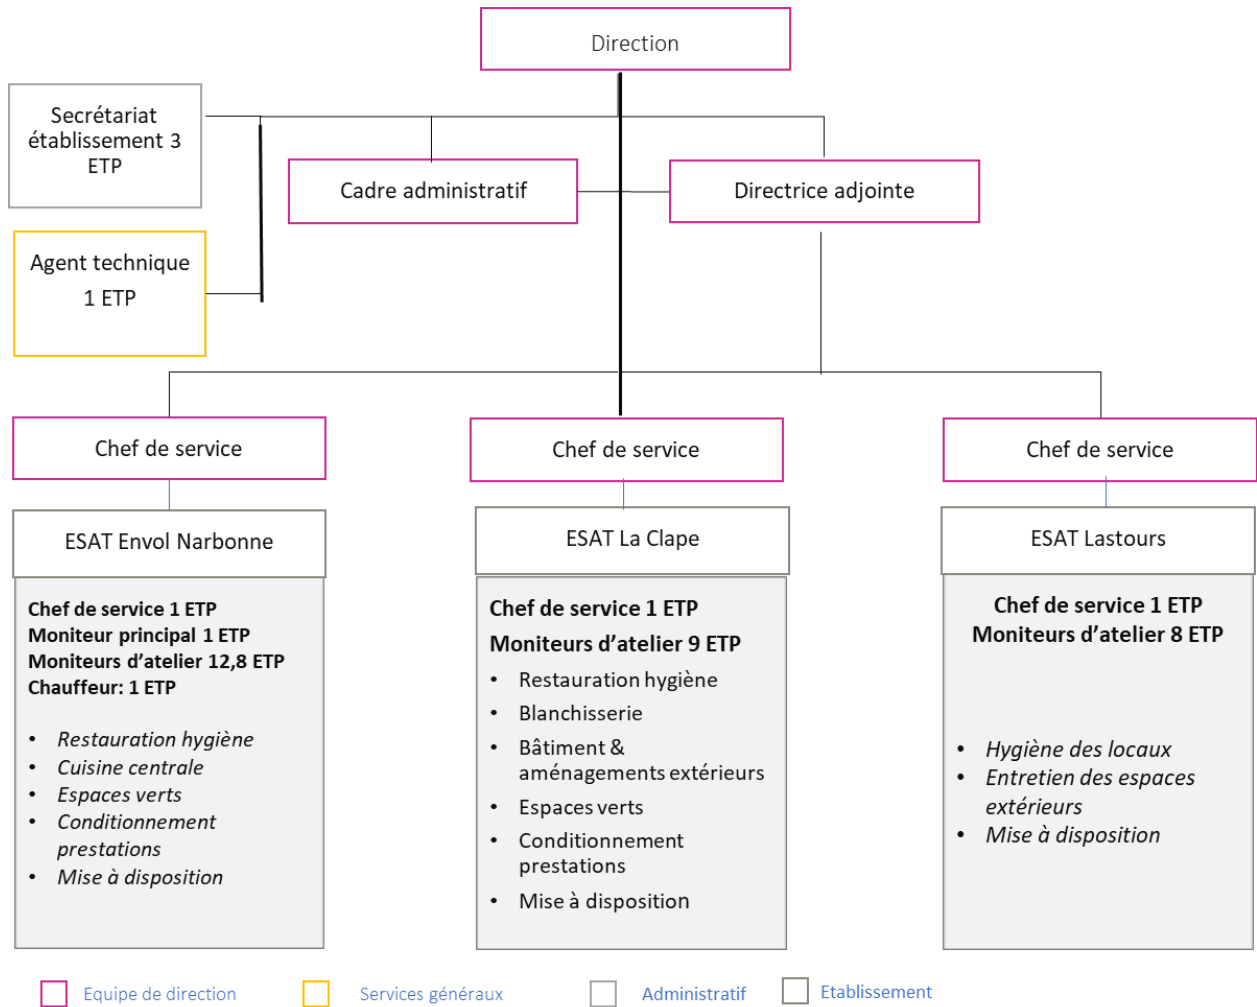 Direction
Secrétariat
établissement 3
ETP
Cadre administratif
Directrice adjointe
Agent technique
1 ETP
Chef de service
Chef de service
Chef de service
ESAT Envol Narbonne
ESAT La Clape
ESAT Lastours
Chef de service 1 ETP
Moniteur principal 1 ETP
Moniteurs d’atelier 12,8 ETP
Chauffeur: 1 ETP
• Restauration hygiène
• Cuisine centrale
• Espaces verts
• Conditionnement
prestations
• Mise à disposition
Chef de service 1 ETP
Moniteurs d’atelier 9 ETP
• Restauration hygiène
• Blanchisserie
• Bâtiment &
aménagements extérieurs
• Espaces verts
• Conditionnement
prestations
• Mise à disposition
Chef de service 1 ETP
Moniteurs d’atelier 8 ETP
• Hygiène des locaux
• Entretien des espaces
extérieurs
• Mise à disposition
Equipe de direction
Services généraux
Administratif
Etablissement